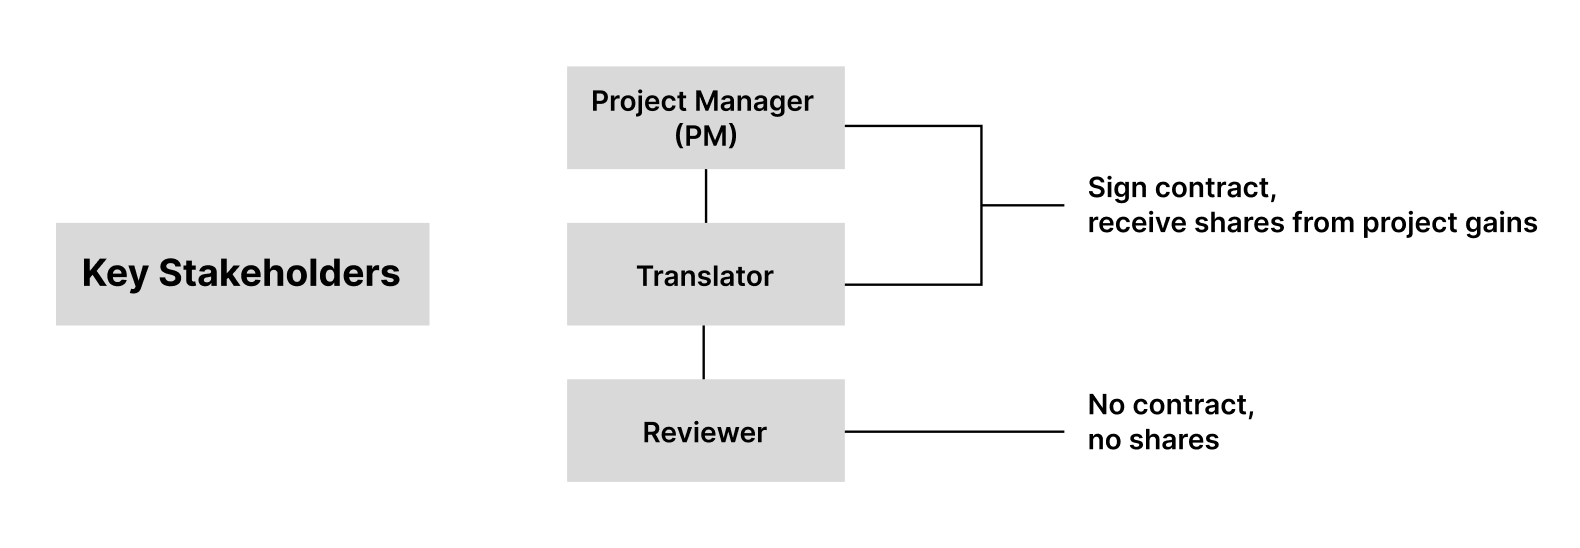 Key Stakeholders
Project Manager
(PM)
Translator
Reviewer
Sign contract,
receive shares from project gains
No contract,
no shares